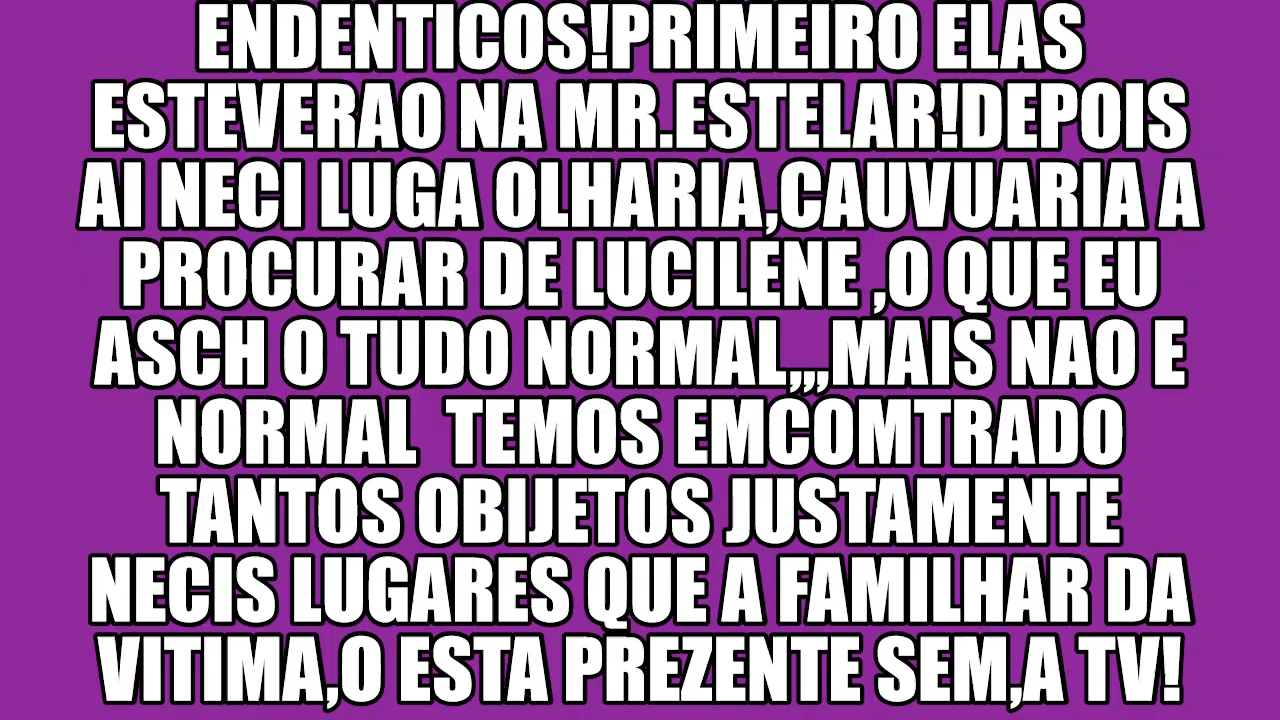 ENDENTICOS!PRIMEIRO ELAS
ESTEVERAO NA MR.ESTELAR!DEPOIS
AI NECI LUGA OLHARIA,CAUVUARIA A
PROCURAR DE LUCILENE ,O QUE EU
ASCH O TUDO NORMAL,,,MAIS NAO E
NORMAL  TEMOS EMCOMTRADO
TANTOS OBIJETOS JUSTAMENTE
NECIS LUGARES QUE A FAMILHAR DA
VITIMA,O ESTA PREZENTE SEM,A TV!